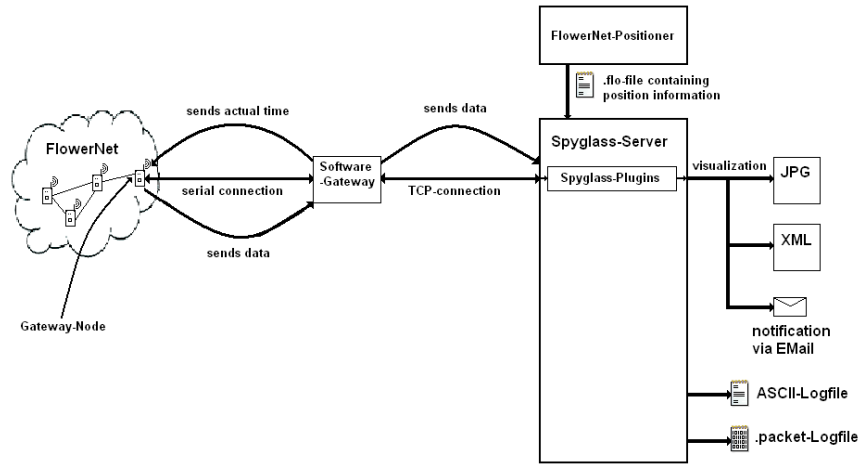 FlowerNet-Positioner
.flo-file containing
position information
sends actual time
sends data
FlowerNet
Software
-Gateway
Spyglass-Server
visualization
JPG
serial connection
TCP-connection
Spyglass-Plugins
XML
sends data
Gateway-Node
notification
via EMail
ASCII-Logfile
.packet-Logfile